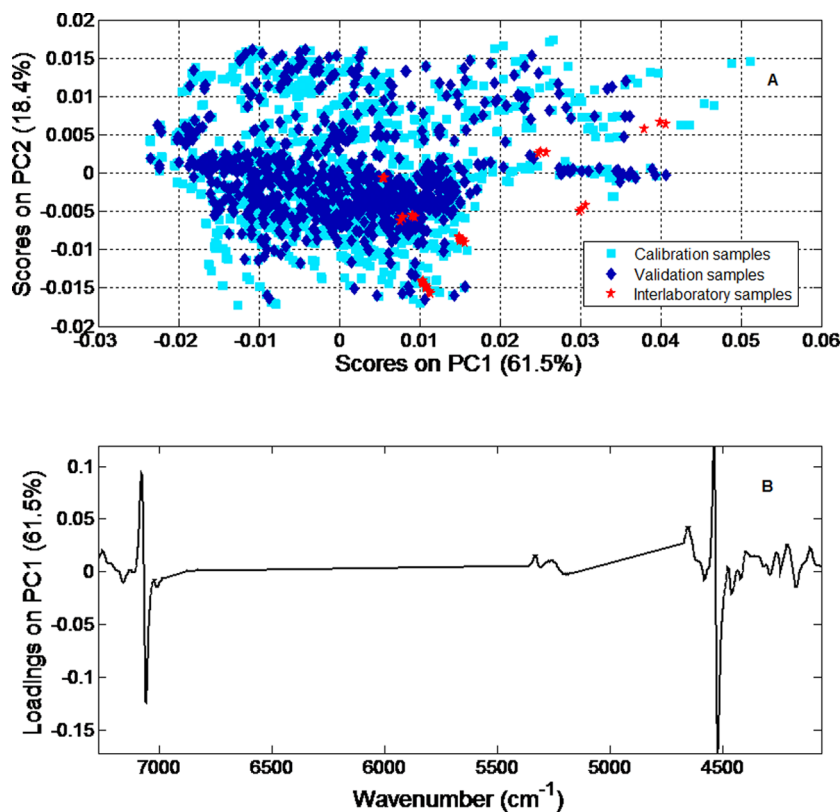 0.02
0.015
0.01
0.005
0
-0.005
-0.01
-0.015
-0.02
Scores on PC2 (18.4%)
A
Calibration samples
Validation samples
Interlaboratory samples
-0.03 -0.02 -0.01 0 0.01 0.02 0.03 0.04 0.05 0.06
Scores on PC1 (61.5%)
0.1
0.05
0
-0.05
-0.1
-0.15
Loadings on PC1 (61.5%)
B
7000 6500 6000 5500 5000 4500
Wavenumber (cm-1)